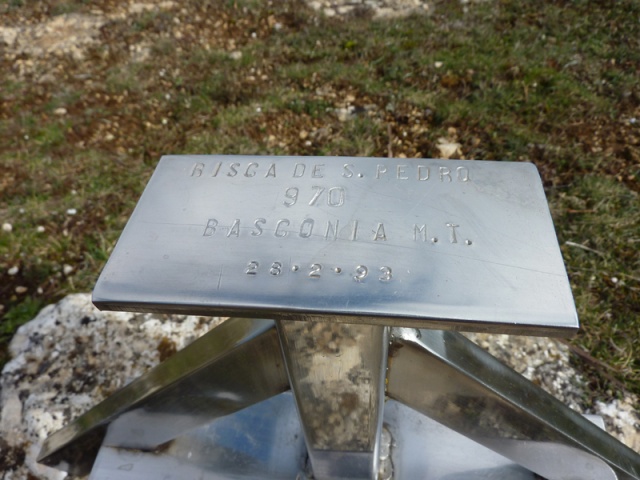 RISCA DE S. PEDRO
970
BASCONIA M.T.
28·2·93